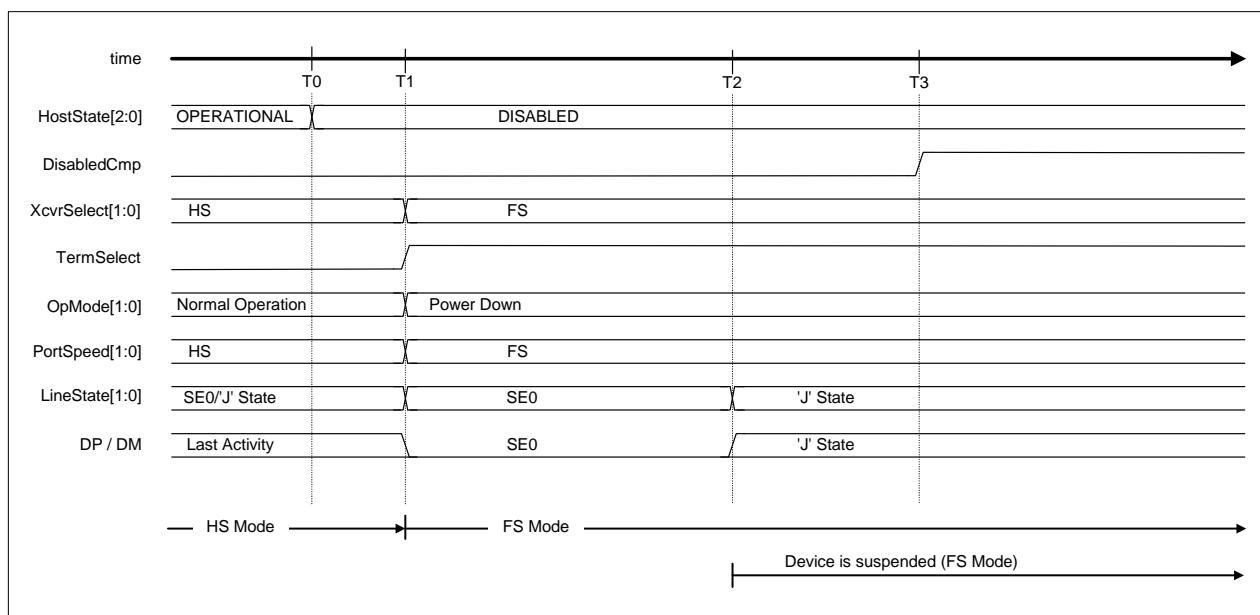 time
T0 T1 T2 T3
HostState[2:0] OPERATIONAL DISABLED
DisabledCmp
XcvrSelect[1:0] HS FS
TermSelect
OpMode[1:0] Normal Operation Power Down
PortSpeed[1:0] HS FS
LineState[1:0] SE0/'J' State SE0 'J' State
DP / DM Last Activity SE0 'J' State
HS Mode FS Mode
Device is suspended (FS Mode)